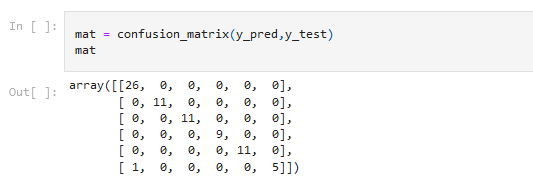 In [ ]:
mat = confusion_matrix(y_pred,y_test)
mat
Out[ ]:
array([[26,  0,  0,  0,  0,  0],
       [ 0, 11,  0,  0,  0,  0],
       [ 0,  0, 11,  0,  0,  0],
       [ 0,  0,  0,  9,  0,  0],
       [ 0,  0,  0,  0, 11,  0],
       [ 1,  0,  0,  0,  0,  5]])